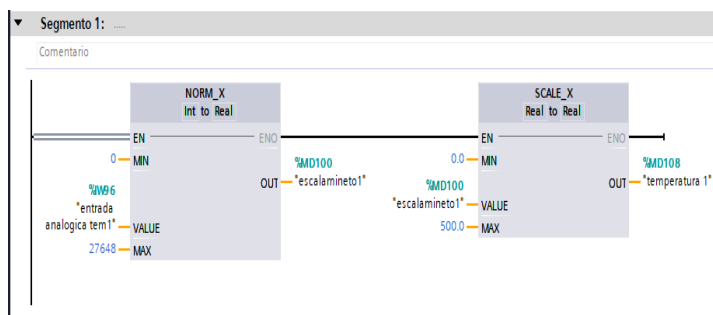 Segmento 1: .....
Comentario
NORM_X
Int to Real
EN
ENO
0
MIN
%MD100
OUT
"escalamineto1"
%IW96
"entrada
analogica tem1"
VALUE
27648
MAX
SCALE_X
Real to Real
EN
ENO
0.0
MIN
%MD108
OUT
"temperatura 1"
%MD100
"escalamineto1"
VALUE
500.0
MAX